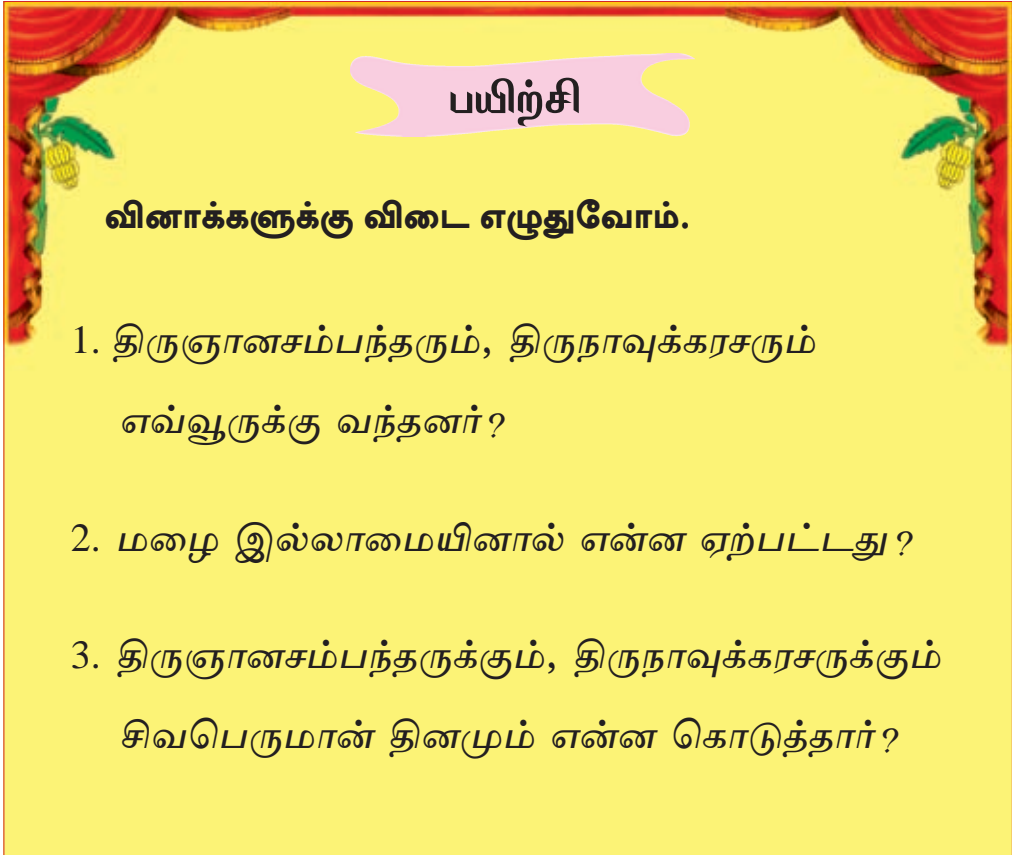 பயிற்சி
வினாக்களுக்கு விடை எழுதுவோம்.
1. திருஞானசம்பந்தரும், திருநாவுக்கரசரும்
எவ்வூருக்கு வந்தனர்?
2. மழை இல்லாமையினால் என்ன ஏற்பட்டது?
3. திருஞானசம்பந்தருக்கும், திருநாவுக்கரசருக்கும்
சிவபெருமான் தினமும் என்ன கொடுத்தார்?